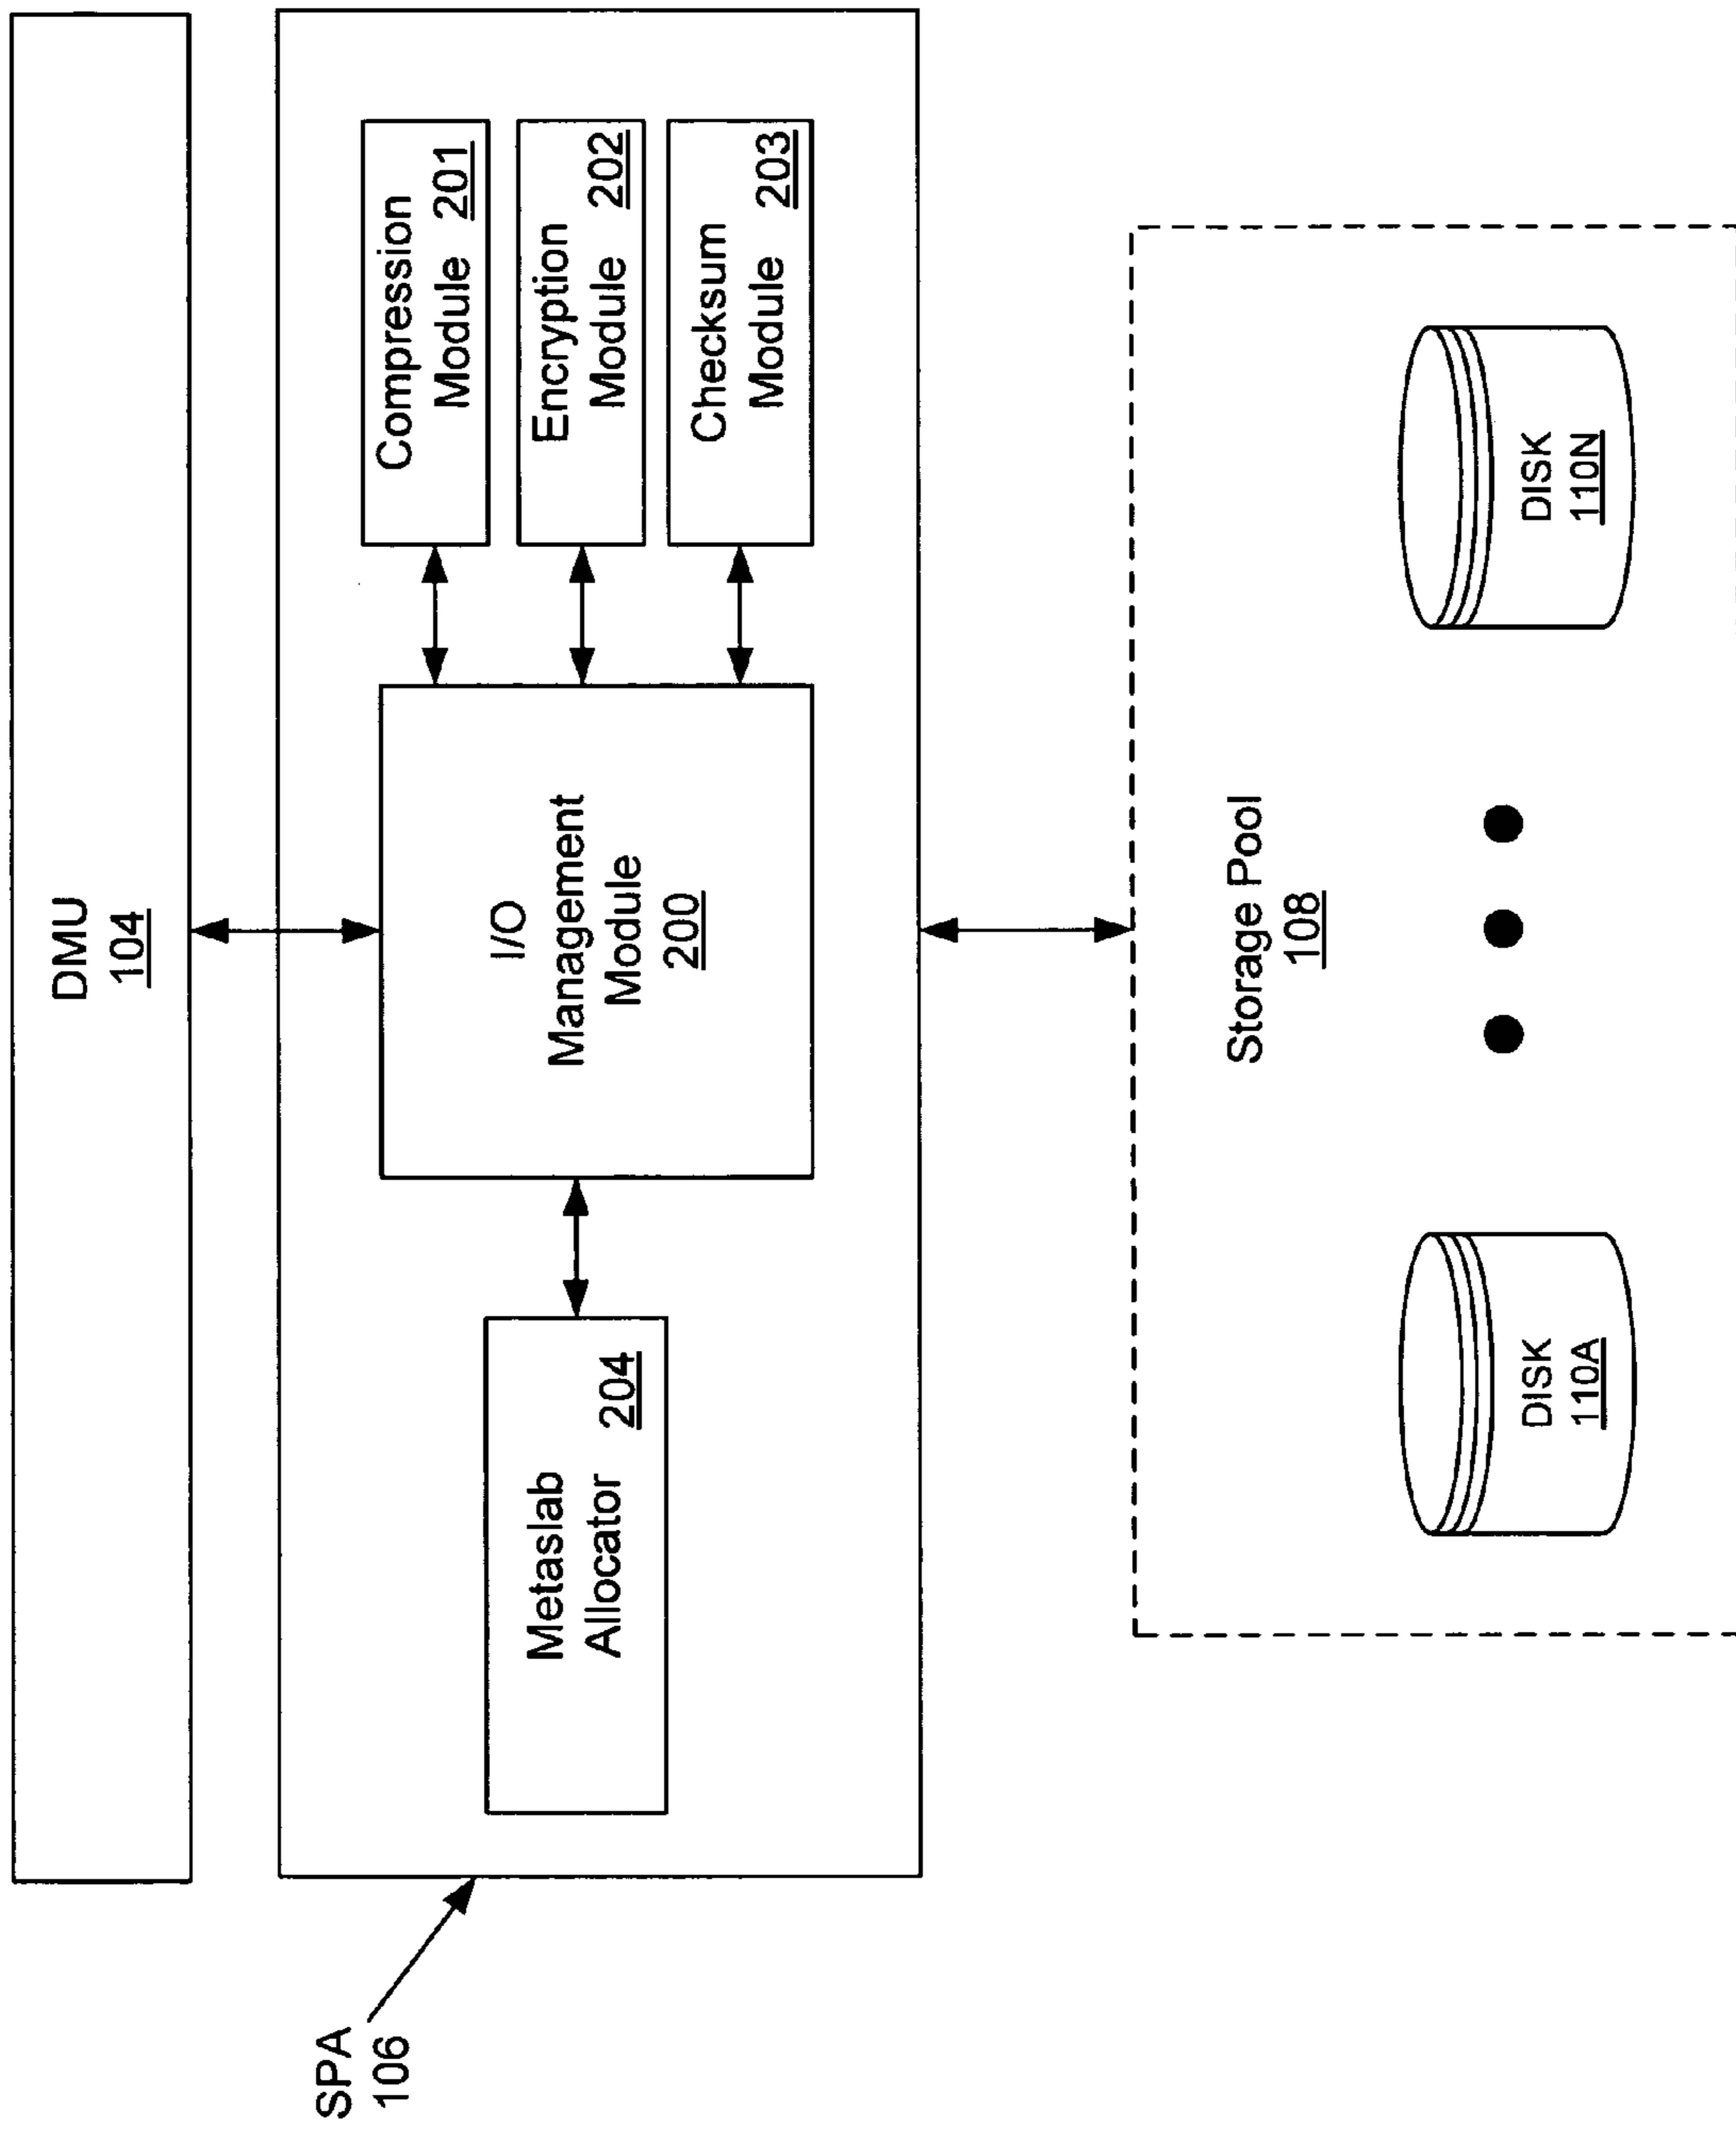 DMU
104
SPA
106
Metaslab
Allocator 204
I/O
Management
Module
200
Compression
Module 201
Encryption
Module 202
Checksum
Module 203
Storage Pool
108
DISK
110A
DISK
110N